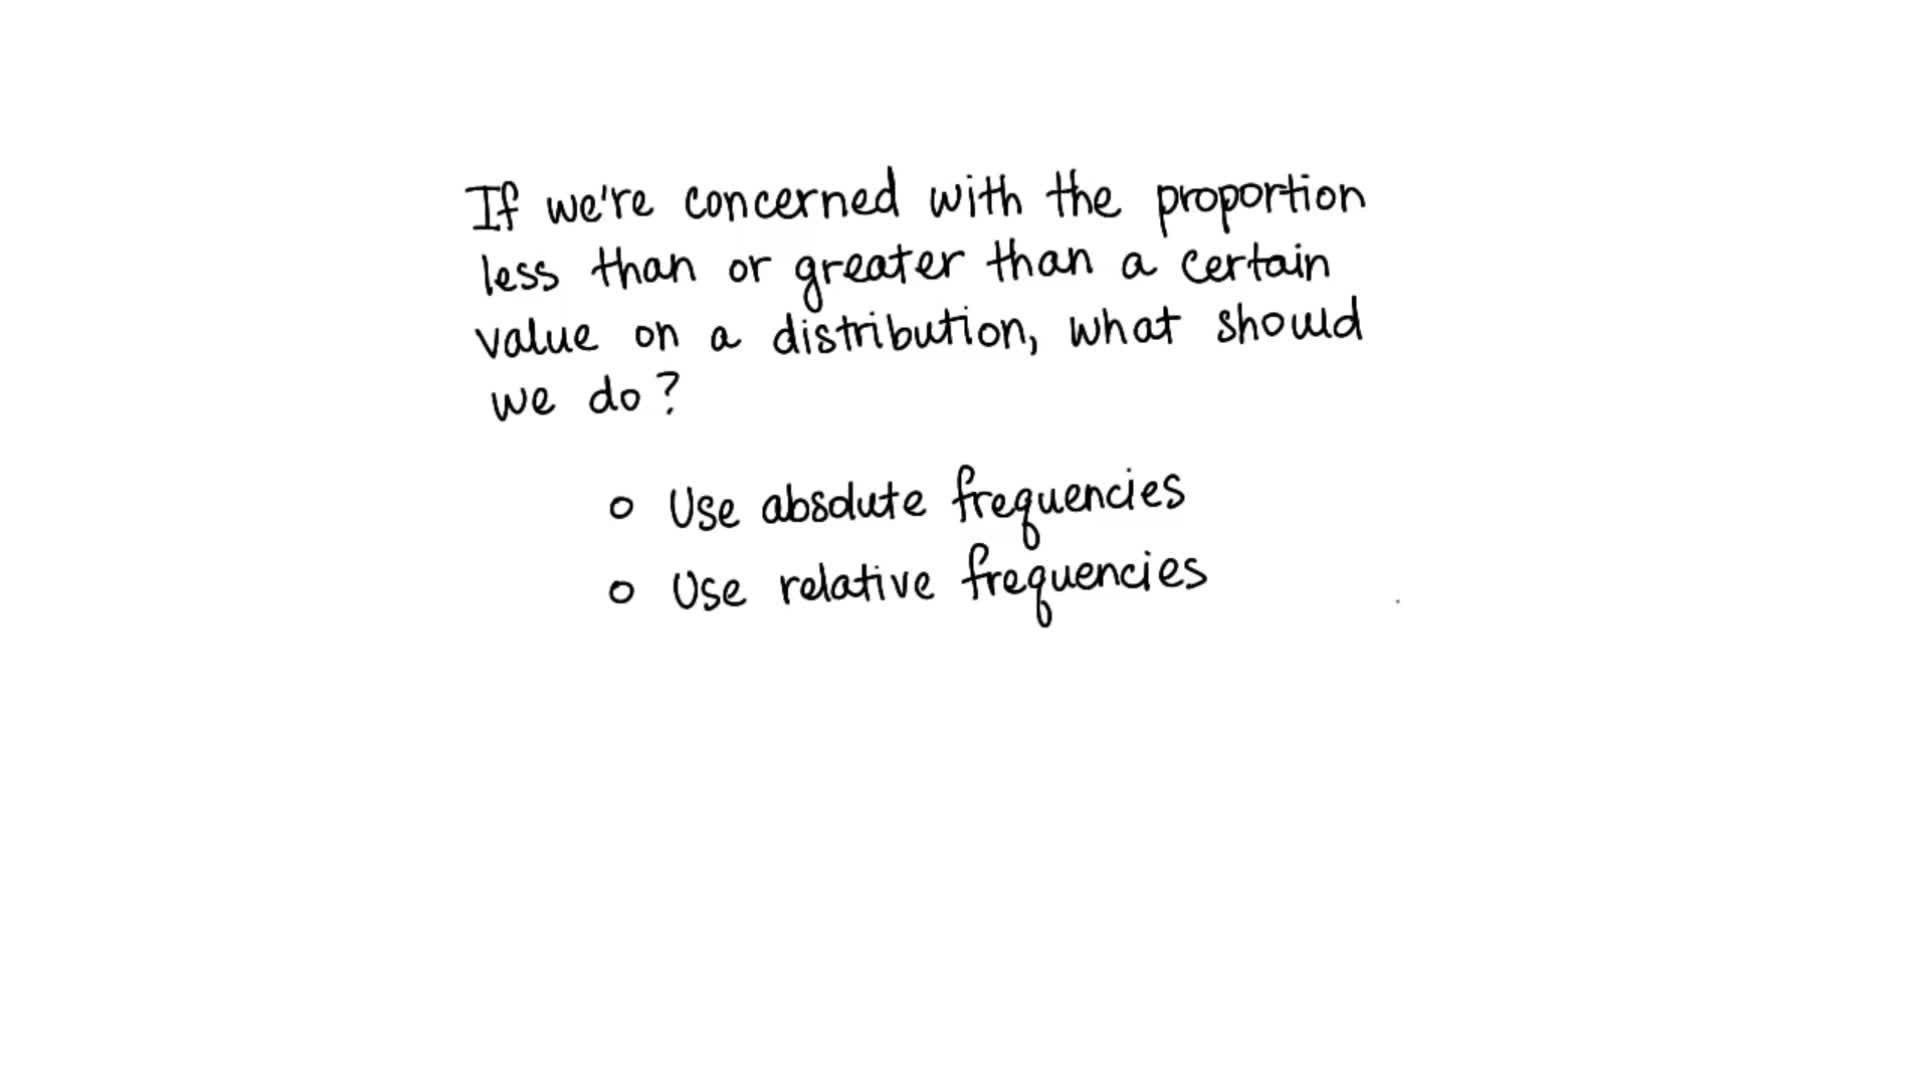 If we're concerned with the proportion
less than or greater than a certain
value on a distribution, what should
we do?
o Use absolute frequencies
o Use relative frequencies